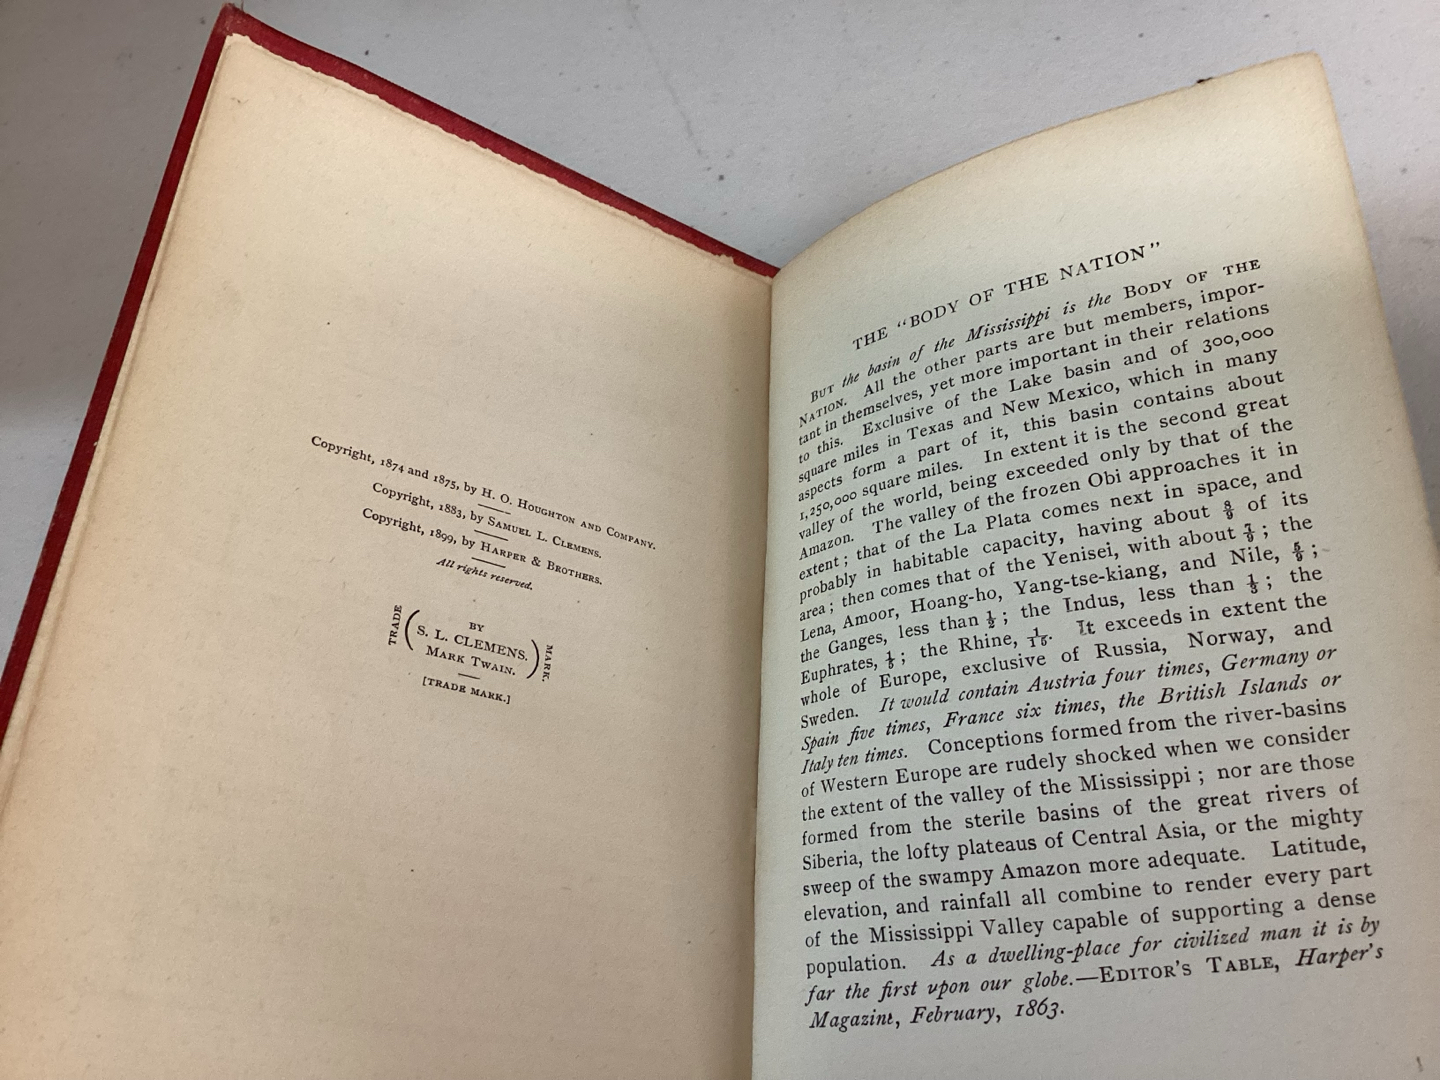 Copyright, 1874 and 1875, by H. O. Houghton and Company.
Copyright, 1883, by Samuel L. Clemens.
Copyright, 1899, by Harper & Brothers.
All rights reserved.
TRADE
BY
S. L. CLEMENS.
MARK TWAIN.
MARK.
[TRADE MARK.]
THE "BODY OF THE NATION"
BUT the basin of the Mississippi is the BODY OF THE
NATION. All the other parts are but members, impor-
tant in themselves, yet more important in their relations
to this. Exclusive of the Lake basin and of 300,000
square miles in Texas and New Mexico, which in many
aspects form a part of it, this basin contains about
1,250,000 square miles. In extent it is the second great
valley of the world, being exceeded only by that of the
Amazon. The valley of the frozen Obi approaches it in
extent; that of the La Plata comes next in space, and
probably in habitable capacity, having about 8/9 of its
area; then comes that of the Yenisei, with about 7/9; the
Lena, Amoor, Hoang-ho, Yang-tse-kiang, and Nile, 5/9;
the Ganges, less than 1/2; the Indus, less than 1/3; the
Euphrates, 1/5; the Rhine, 1/15. It exceeds in extent the
whole of Europe, exclusive of Russia, Norway, and
Sweden. It would contain Austria four times, Germany or
Spain five times, France six times, the British Islands or
Italy ten times. Conceptions formed from the river-basins
of Western Europe are rudely shocked when we consider
the extent of the valley of the Mississippi; nor are those
formed from the sterile basins of the great rivers of
Siberia, the lofty plateaus of Central Asia, or the mighty
sweep of the swampy Amazon more adequate. Latitude,
elevation, and rainfall all combine to render every part
of the Mississippi Valley capable of supporting a dense
population. As a dwelling-place for civilized man it is by
far the first upon our globe.—EDITOR'S TABLE, Harper's
Magazine, February, 1863.